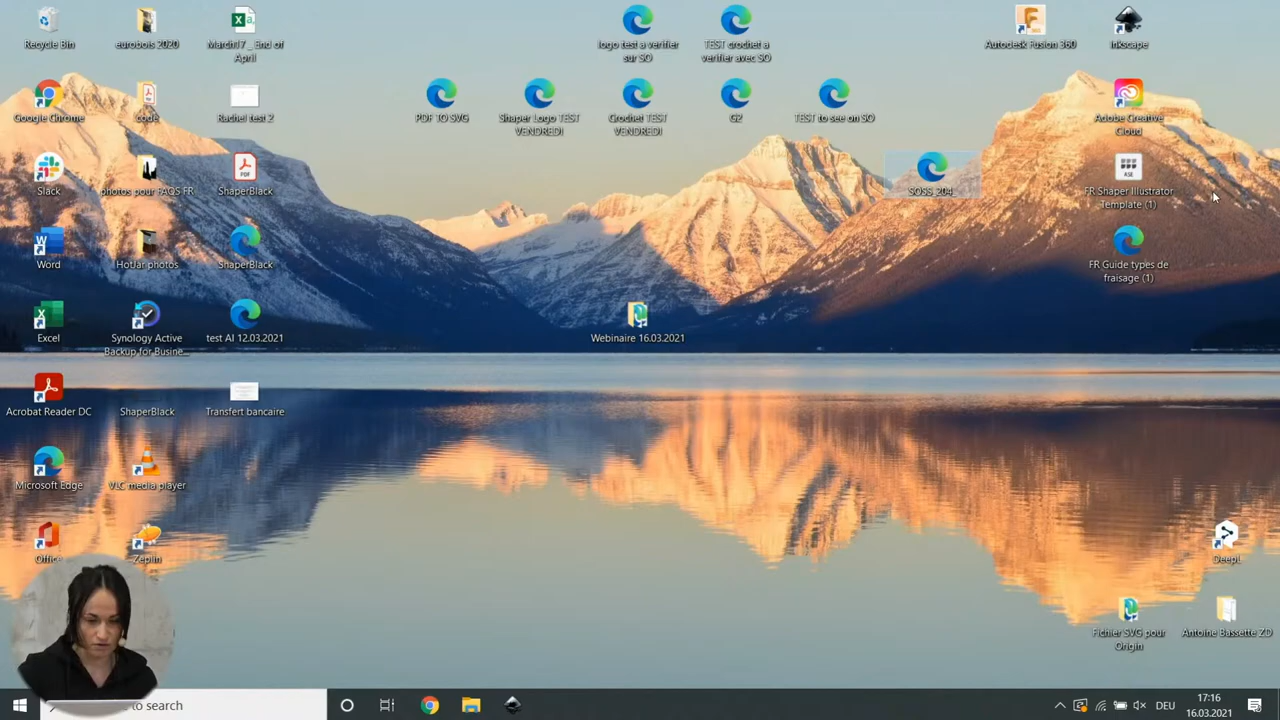 Recycle Bin
eurobois 2020
March17_ End of
April
logo test a verifier
sur SO
TEST crochet a
verifier avec SO
Autodesk Fusion 360
Inkscape
Google Chrome
code
Rachel test 2
PDF TO SVG
Shaper Logo TEST
VENDREDI
Crochet TEST
VENDREDI
G2
TEST to see on SO
Adobe Creative
Cloud
Slack
photos pour FAQS FR
PDF
ShaperBlack
SOSS_204_
ASE
FR Shaper Illustrator
Template (1)
Word
HotJar photos
ShaperBlack
FR Guide types de
fraisage (1)
Excel
Synology Active
Backup for Busine...
test AI 12.03.2021
Webinaire 16.03.2021
Acrobat Reader DC
ShaperBlack
Transfert bancaire
Microsoft Edge
VLC media player
Office
Zeplin
DeepL
Fichier SVG pour
Origin
Antoine Bassette ZD
to search
DEU
17:16
16.03.2021